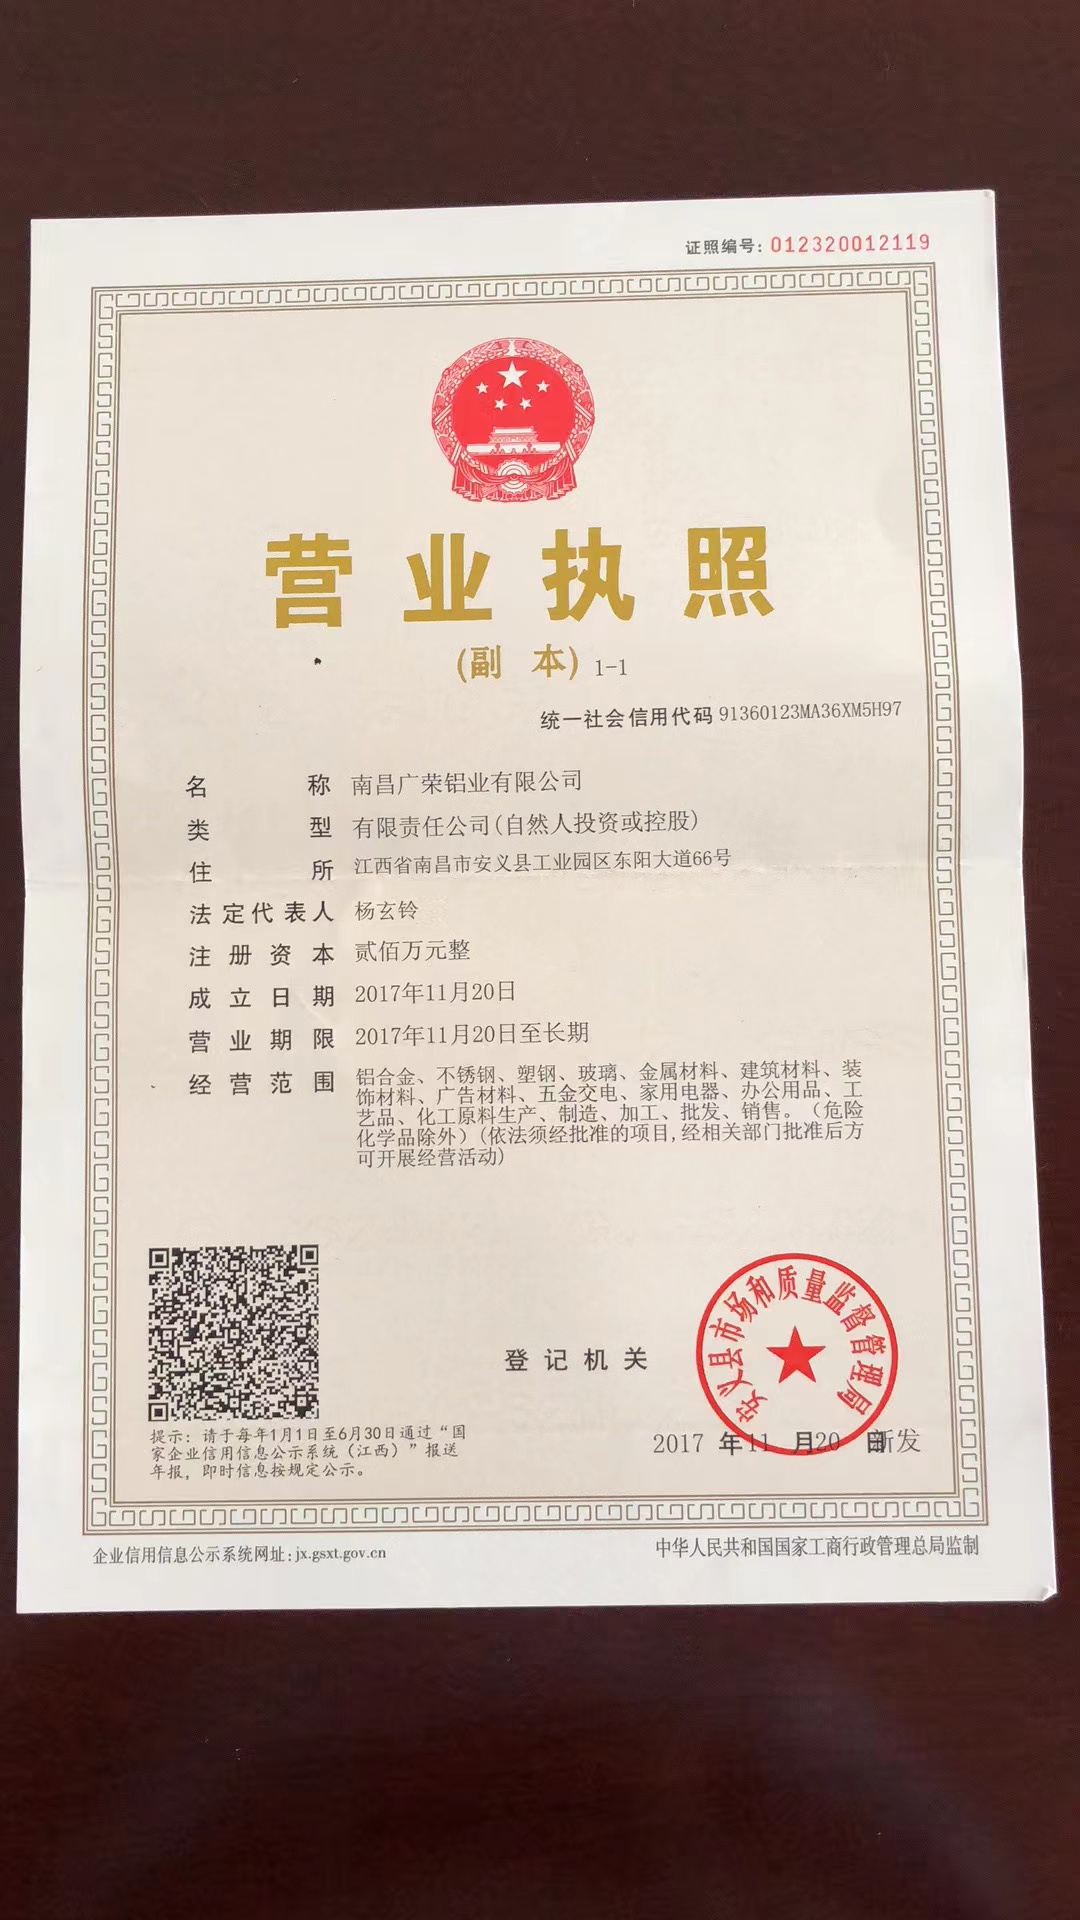 证照编号：012320012119
营业执照
（副 本） 1-1
统一社会信用代码 91360123MA36XM5H97
名称 南昌广荣铝业有限公司
类型 有限责任公司(自然人投资或控股)
住所 江西省南昌市安义县工业园区东阳大道66号
法定代表人 杨玄铃
注册资本 贰佰万元整
成立日期 2017年11月20日
营业期限 2017年11月20日至长期
经营范围 铝合金、不锈钢、塑钢、玻璃、金属材料、建筑材料、装
饰材料、广告材料、五金交电、家用电器、办公用品、工
艺品、化工原料生产、制造、加工、批发、销售。（危险
化学品除外）(依法须经批准的项目,经相关部门批准后方
可开展经营活动)
登记机关
安义县市场和质量监督管理局
2017 年 11 月 20 日 新发
提示：请于每年1月1日至6月30日通过“国
家企业信用信息公示系统（江西）”报送
年报，即时信息按规定公示。
企业信用信息公示系统网址：jx.gsxt.gov.cn
中华人民共和国国家工商行政管理总局监制